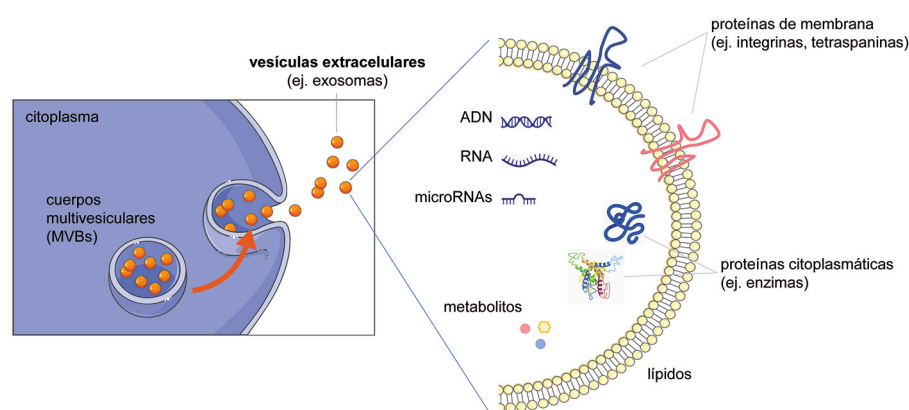 vesículas extracelulares
(ej. exosomas)
citoplasma
cuerpos
multivesiculares
(MVBs)
proteínas de membrana
(ej. integrinas, tetraspaninas)
ADN
RNA
microRNAs
proteínas citoplasmáticas
(ej. enzimas)
metabolitos
lípidos